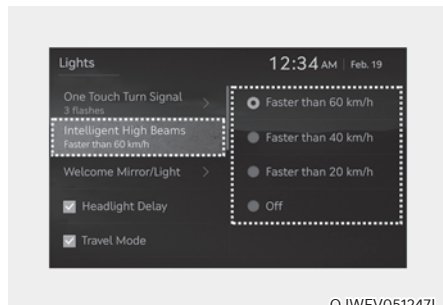 Lights
12:34 AM | Feb. 19
One Touch Turn Signal
3 flashes
Intelligent High Beams
Faster than 60 km/h
Welcome Mirror/Light
Headlight Delay
Travel Mode
Faster than 60 km/h
Faster than 40 km/h
Faster than 20 km/h
Off